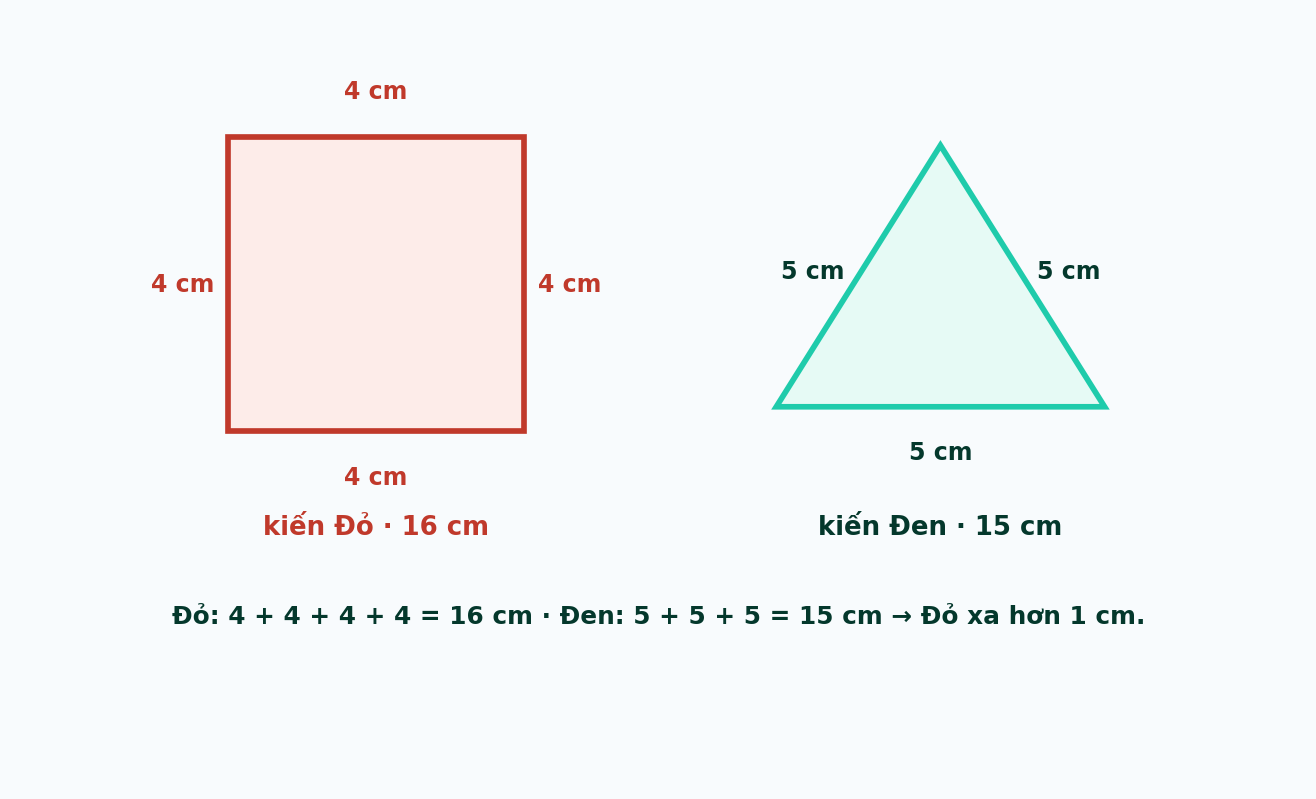 4 cm
4 cm
4 cm
4 cm
kiến Đỏ · 16 cm
5 cm
5 cm
5 cm
kiến Đen · 15 cm
Đỏ: 4 + 4 + 4 + 4 = 16 cm · Đen: 5 + 5 + 5 = 15 cm → Đỏ xa hơn 1 cm.